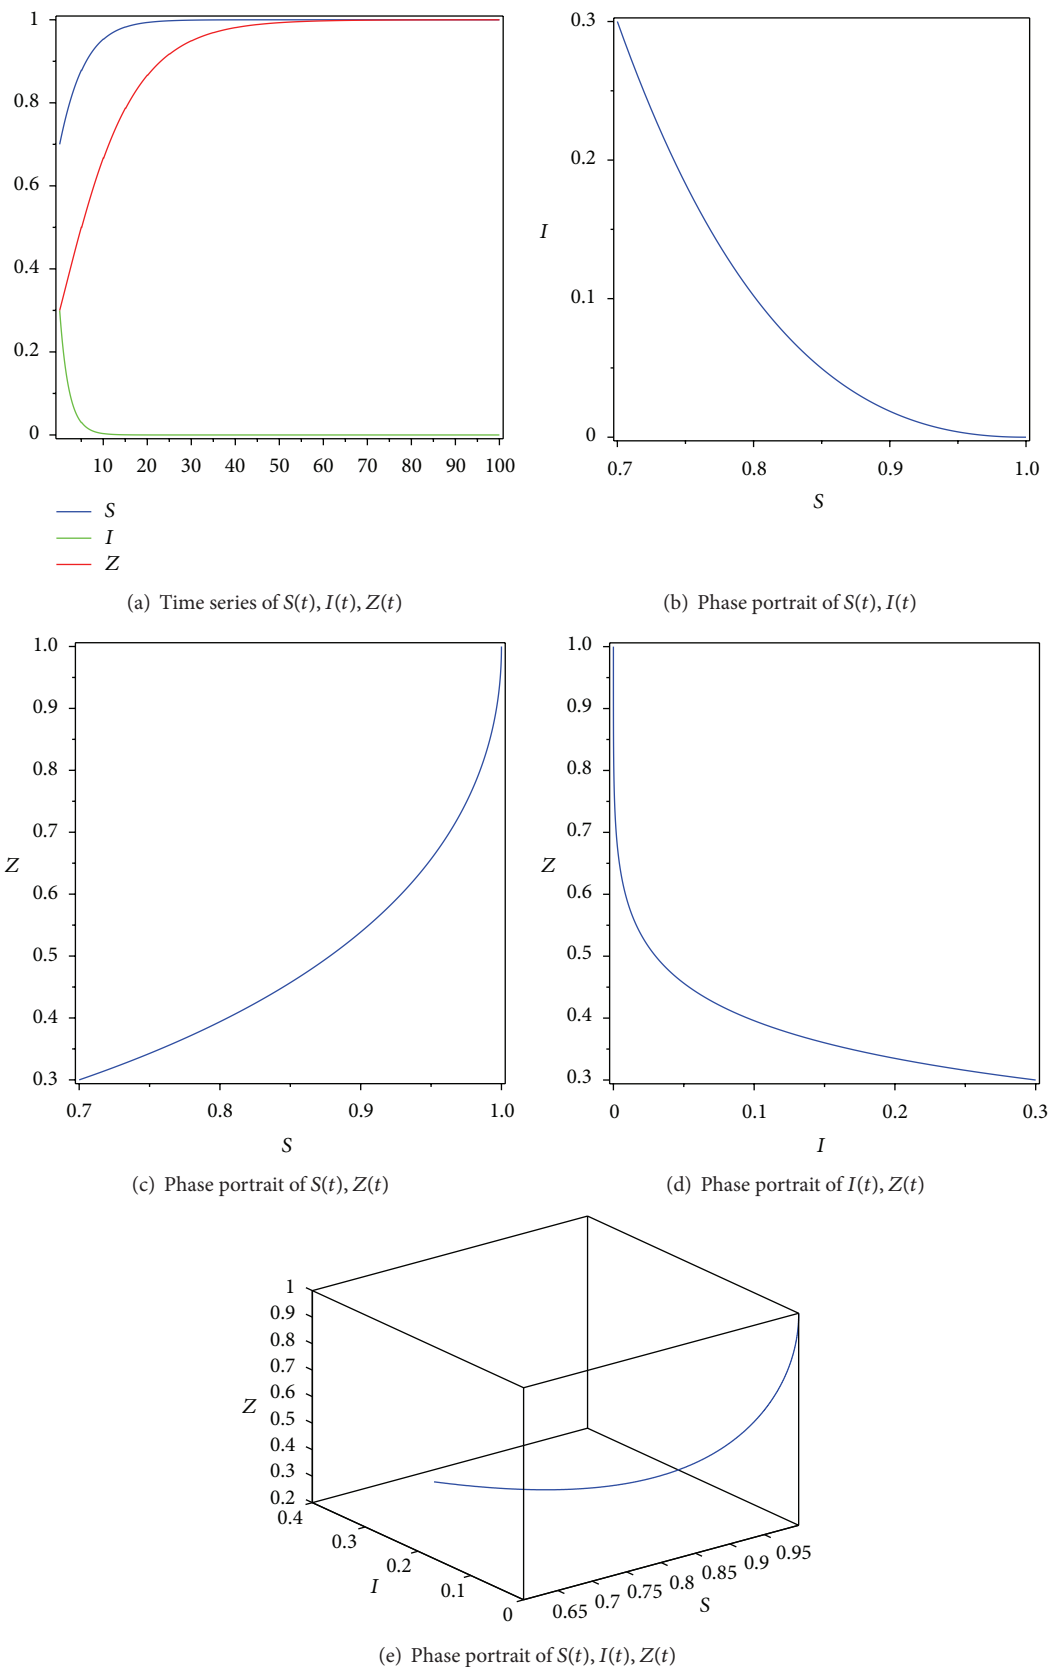 1
0.8
0.6
0.4
0.2
0
10 20 30 40 50 60 70 80 90 100
S
I
Z
(a) Time series of S(t), I(t), Z(t)
0.3
0.2
I
0.1
0
0.7 0.8 0.9 1.0
S
(b) Phase portrait of S(t), I(t)
1.0
0.9
0.8
0.7
Z
0.6
0.5
0.4
0.3
0.7 0.8 0.9 1.0
S
(c) Phase portrait of S(t), Z(t)
1.0
0.9
0.8
0.7
Z
0.6
0.5
0.4
0.3
0 0.1 0.2 0.3
I
(d) Phase portrait of I(t), Z(t)
1
0.9
0.8
0.7
0.6
Z
0.5
0.4
0.3
0.2
0.4
0.3
0.2
I
0.1
0
0.65 0.7 0.75 0.8 0.85 0.9 0.95
S
(e) Phase portrait of S(t), I(t), Z(t)